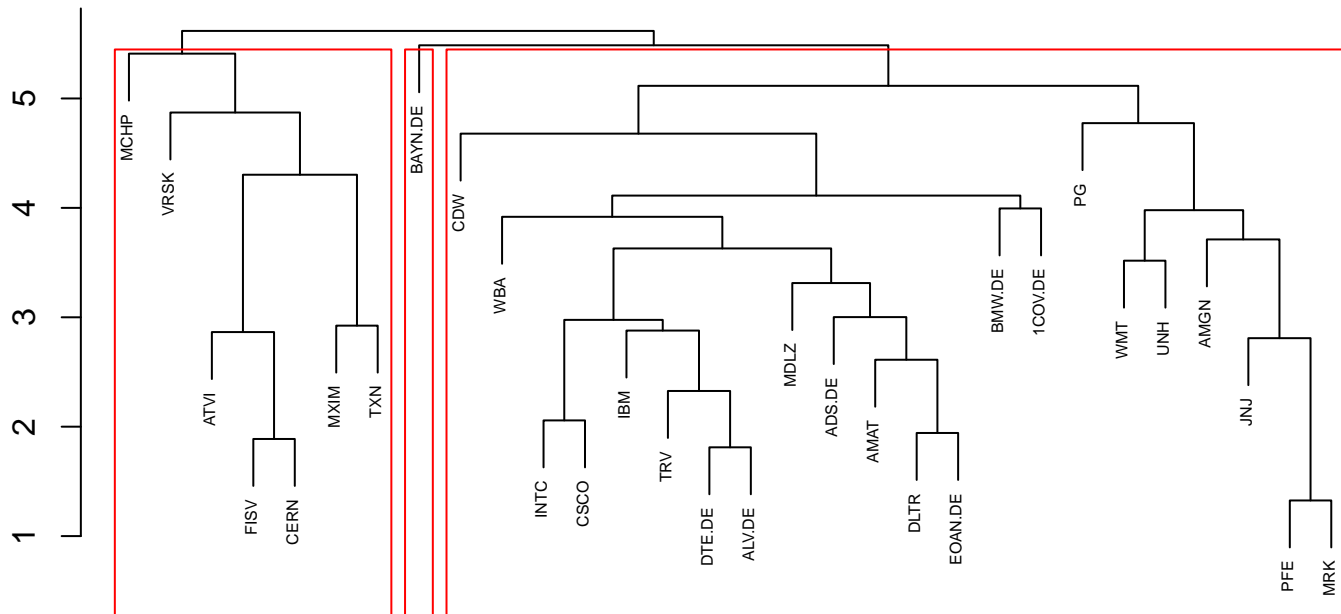 5
4
3
2
1
MCHP
VRSK
ATVI
FISV
CERN
MXIM
TXN
BAYN.DE
CDW
WBA
INTC
CSCO
IBM
TRV
DTE.DE
ALV.DE
MDLZ
ADS.DE
AMAT
DLTR
EOAN.DE
BMW.DE
1COV.DE
PG
WMT
UNH
AMGN
JNJ
PFE
MRK